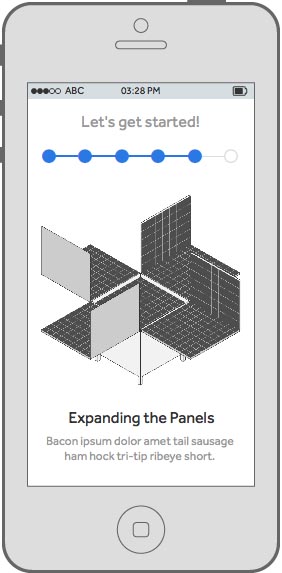 ABC 03:28 PM
Let's get started!
Expanding the Panels
Bacon ipsum dolor amet tail sausage
ham hock tri-tip ribeye short.